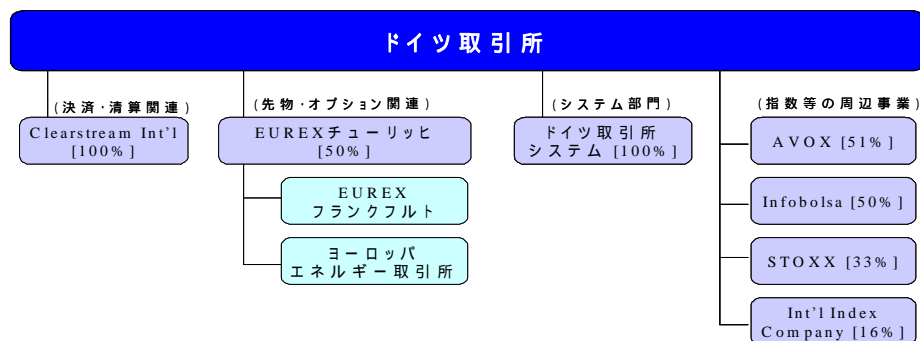 ドイツ取引所
(決済・清算関連)
Clearstream Int'l
[100%]
(先物・オプション関連)
EUREXチューリッヒ
[50%]
EUREX
フランクフルト
ヨーロッパ
エネルギー取引所
(システム部門)
ドイツ取引所
システム [100%]
(指数等の周辺事業)
AVOX [51%]
Infobolsa [50%]
STOXX [33%]
Int'l Index
Company [16%]